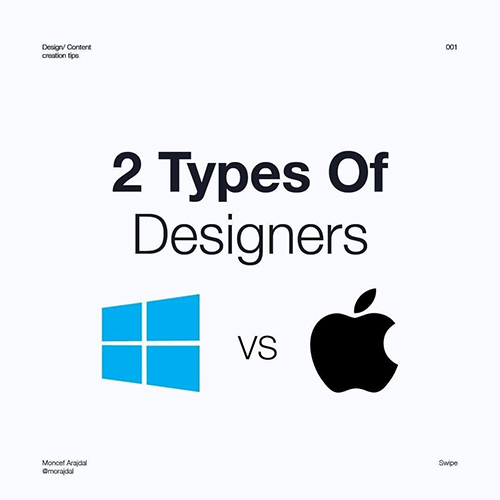 Design/ Content
creation tips
001
2 Types Of
Designers
VS
Moncef Arajdal
@morajdal
Swipe